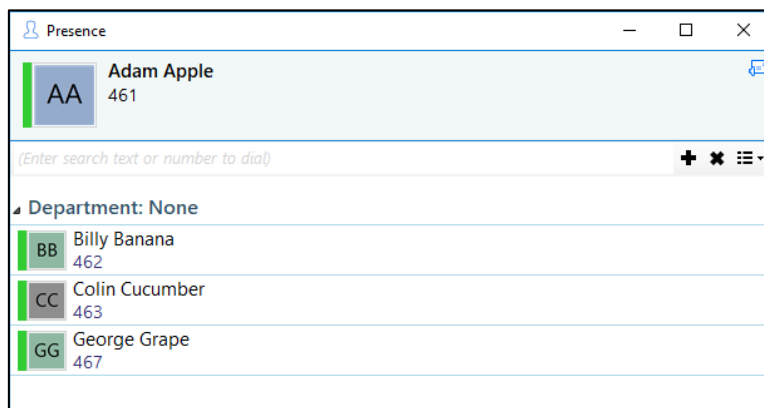 Presence
AA
Adam Apple
461
(Enter search text or number to dial)
Department: None
BB
Billy Banana
462
CC
Colin Cucumber
463
GG
George Grape
467